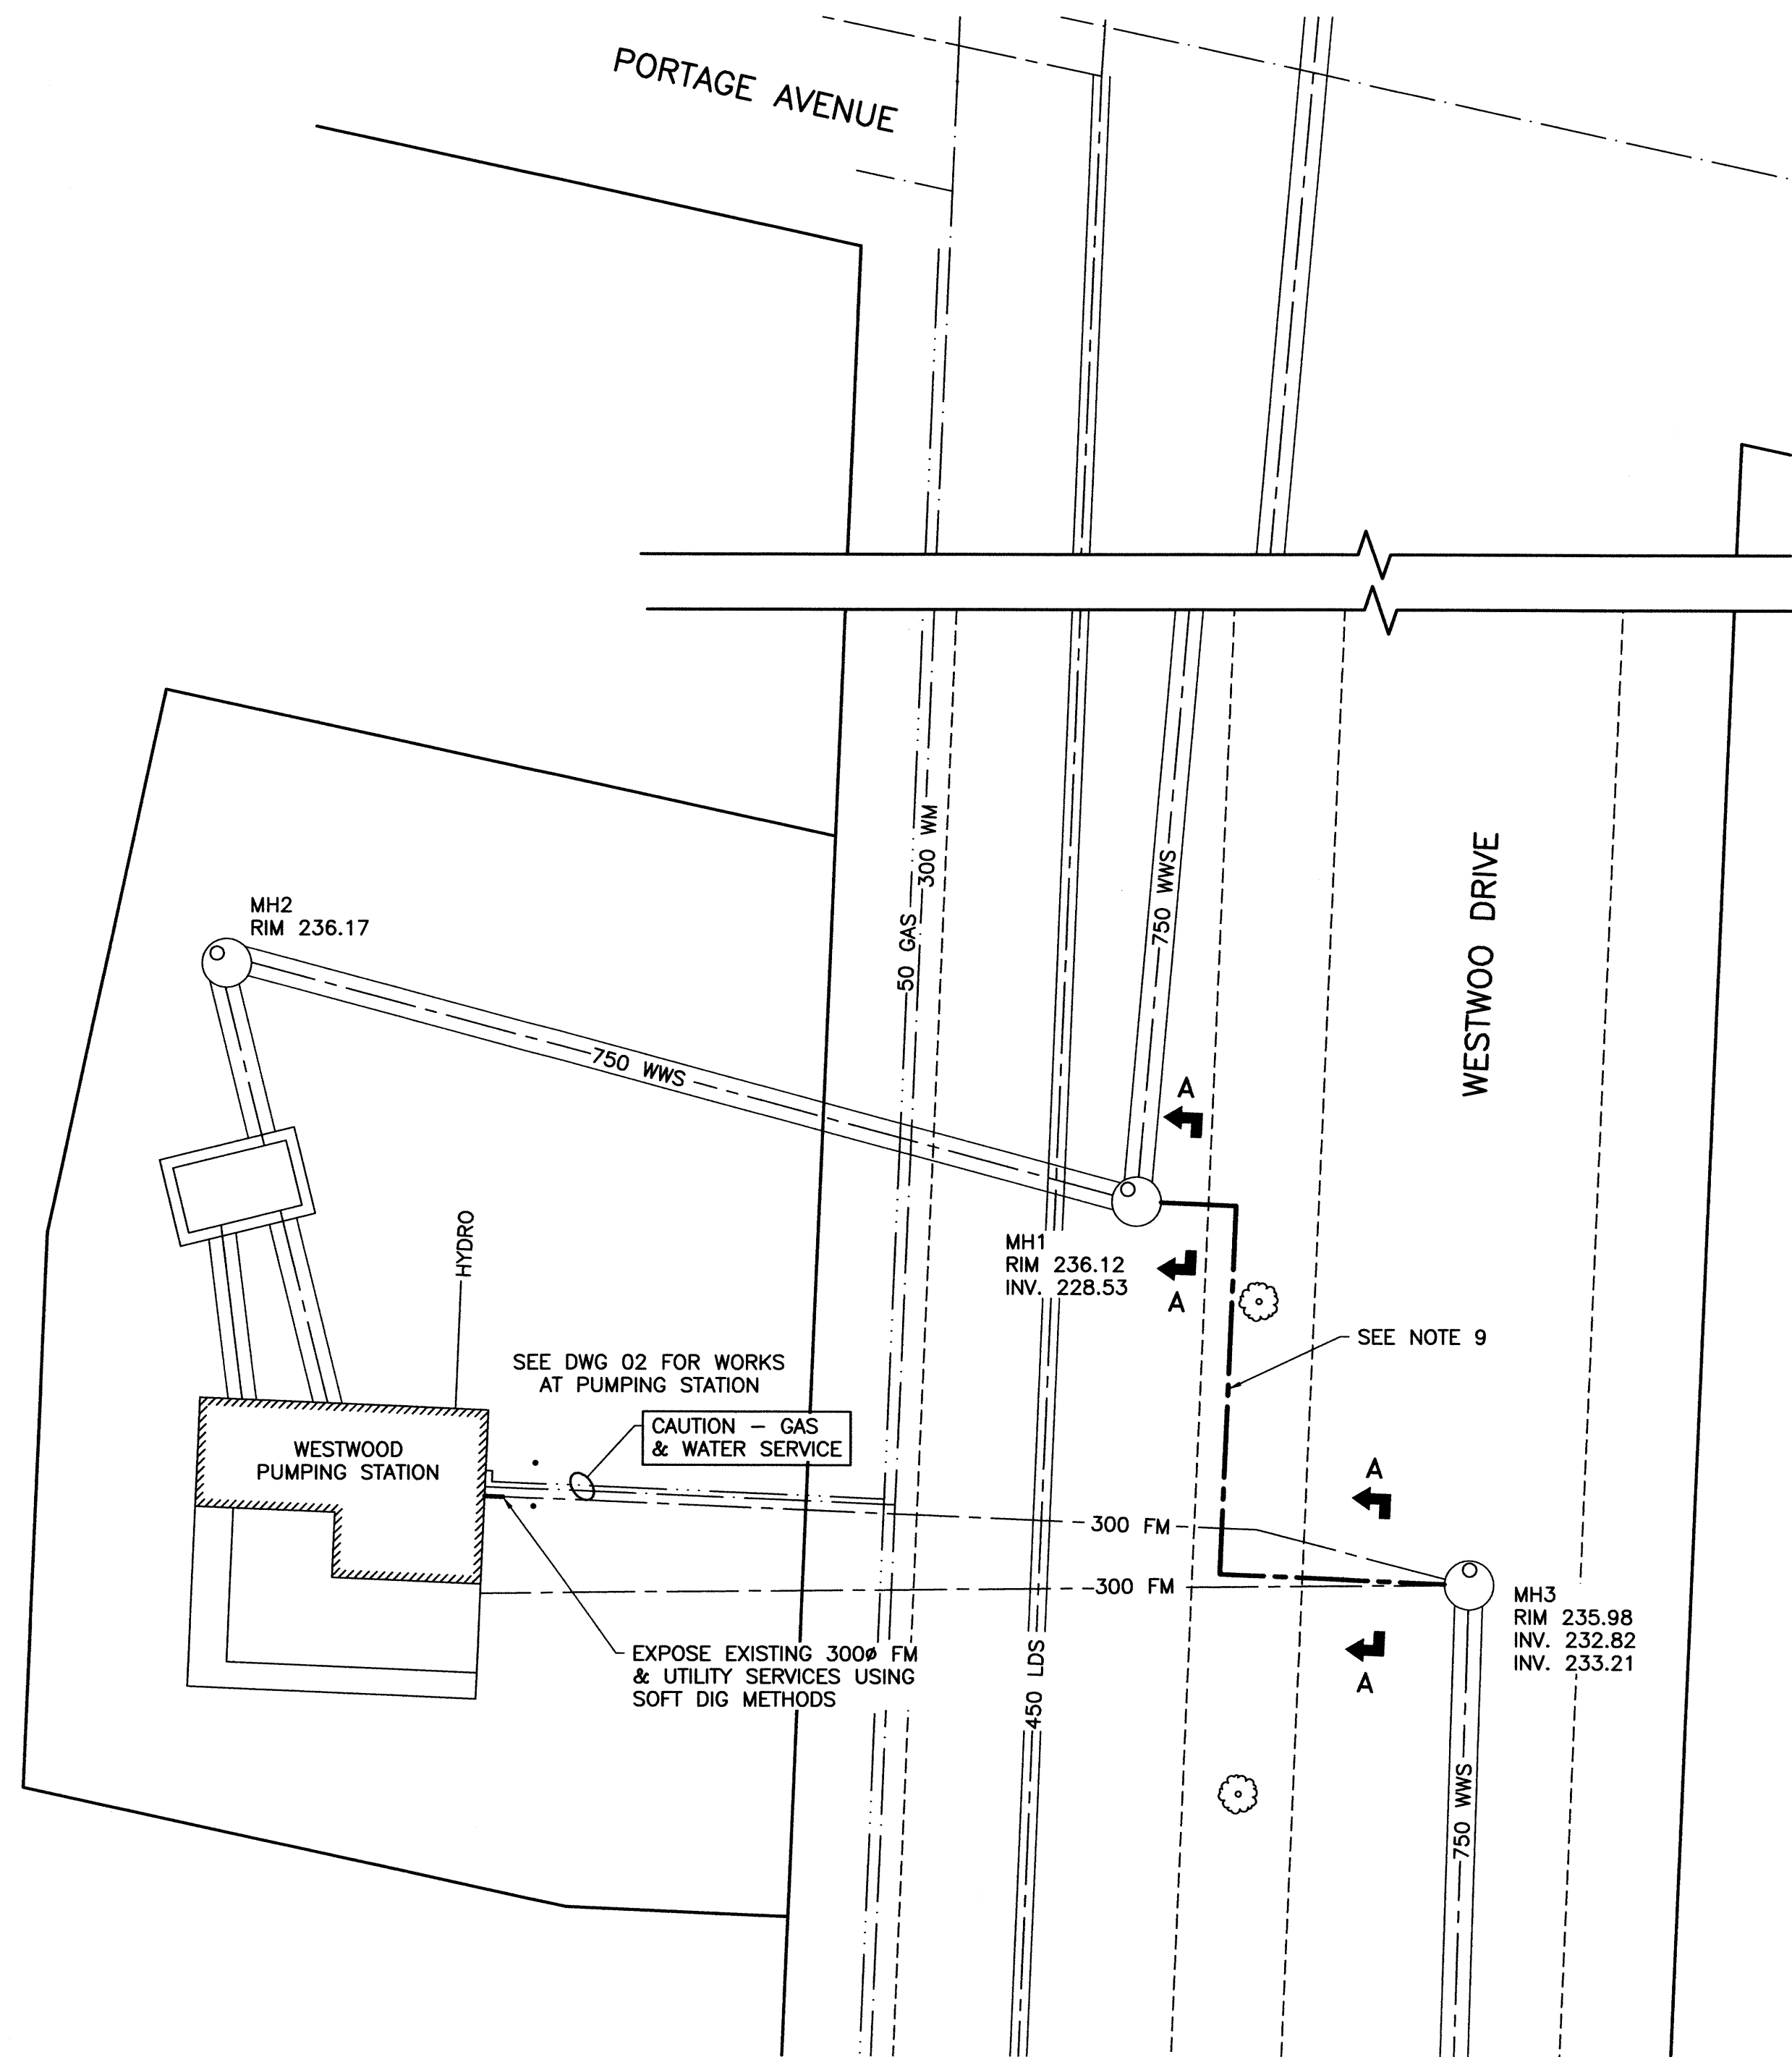 PORTAGE AVENUE
300 WM
50 GAS
750 WWS
WESTWOO DRIVE
MH2
RIM 236.17
750 WWS
A
HYDRO
MH1
RIM 236.12
INV. 228.53
A
SEE NOTE 9
SEE DWG 02 FOR WORKS
AT PUMPING STATION
CAUTION – GAS
& WATER SERVICE
WESTWOOD
PUMPING STATION
A
300 FM
300 FM
MH3
RIM 235.98
INV. 232.82
INV. 233.21
A
EXPOSE EXISTING 300ø FM
& UTILITY SERVICES USING
SOFT DIG METHODS
450 LDS
750 WWS